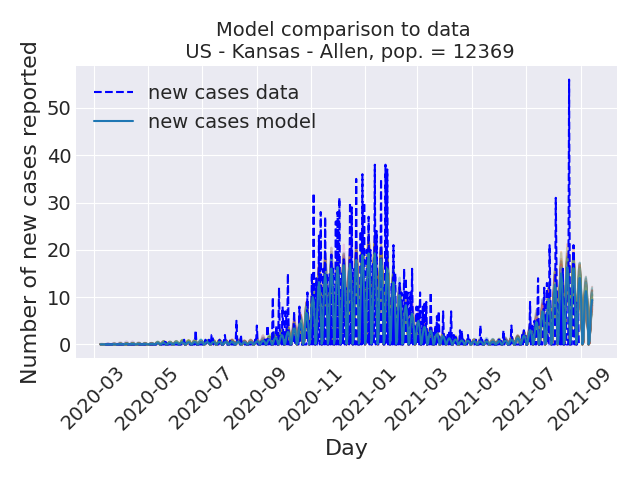 Model comparison to data
US - Kansas - Allen, pop. = 12369
new cases data
new cases model
Number of new cases reported
50
40
30
20
10
0
2020-03
2020-05
2020-07
2020-09
2020-11
2021-01
2021-03
2021-05
2021-07
2021-09
Day